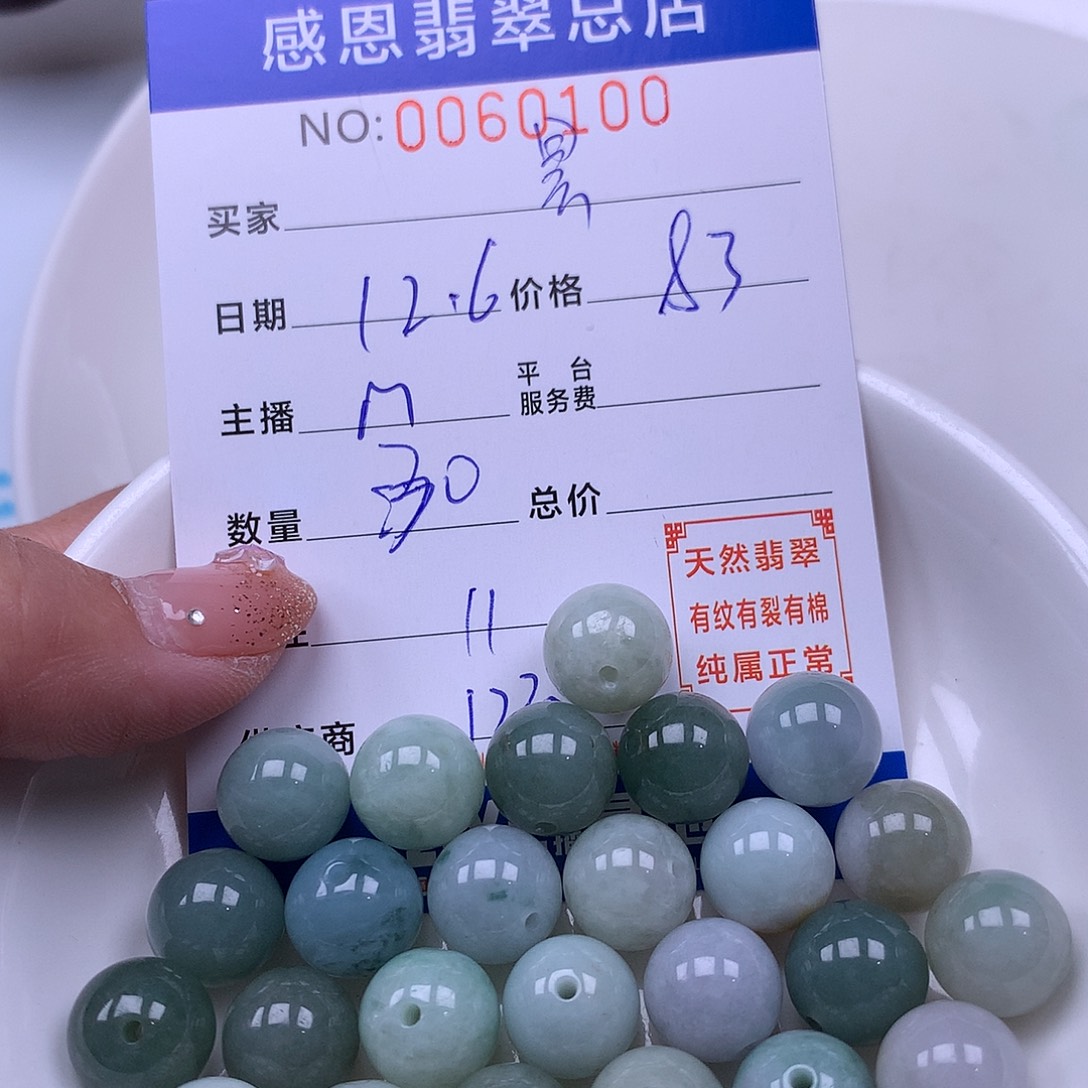 感恩翡翠总店
NO:0060100
买家 昙
日期 12.6 价格 83
主播 M 平台服务费
数量 30 总价
11
天然翡翠
有纹有裂有棉
纯属正常
商